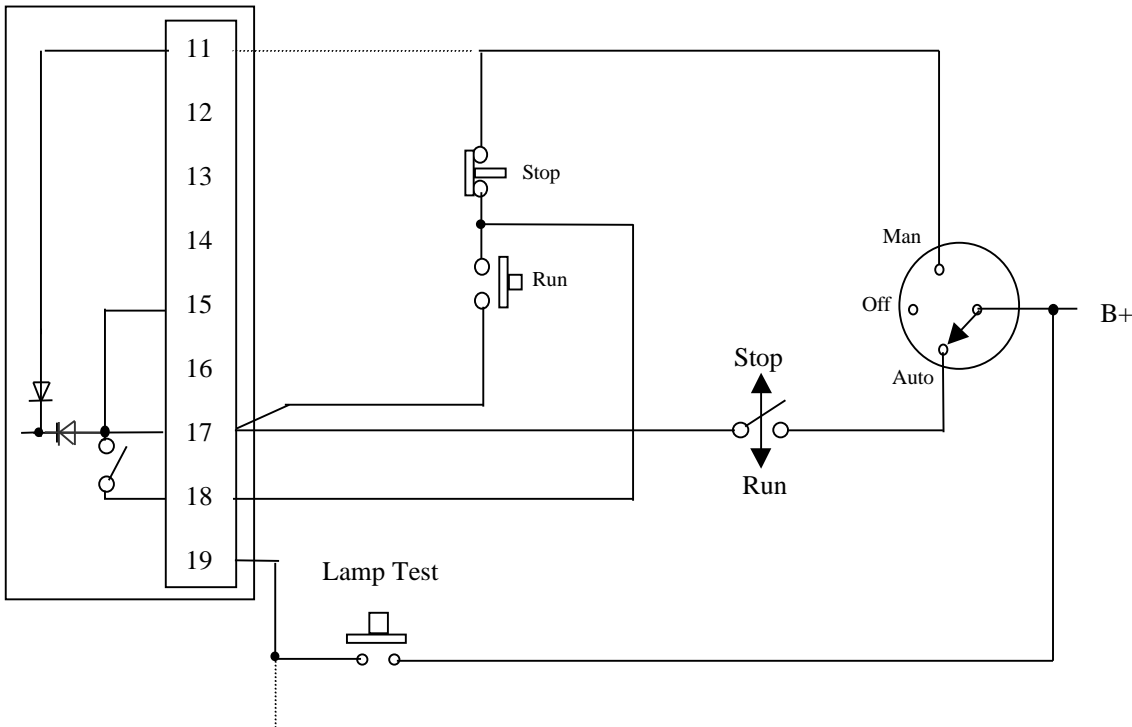 11
12
13
Stop
14
Man
Run
15
Off
B+
Stop
16
Auto
17
Run
18
19
Lamp Test